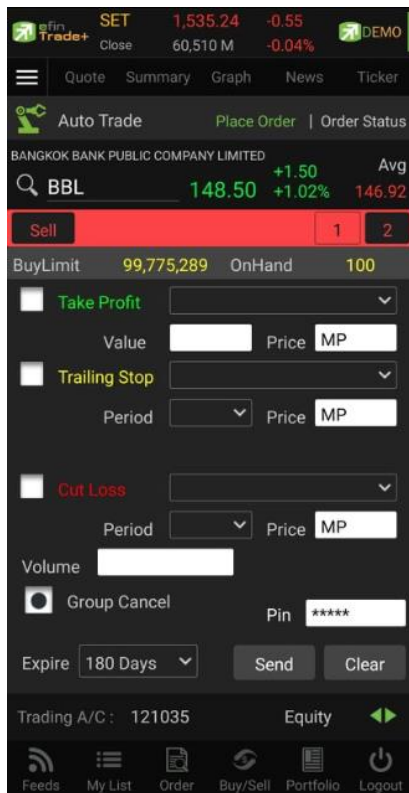 efin Trade+ SET 1,535.24 -0.55 DEMO
Close 60,510 M -0.04%
Quote Summary Graph News Ticker
Auto Trade Place Order | Order Status
BANGKOK BANK PUBLIC COMPANY LIMITED
BBL 148.50 +1.50 +1.02% Avg 146.92
Sell 1 2
BuyLimit 99,775,289 OnHand 100
Take Profit
Value Price MP
Trailing Stop
Period Price MP
Cut Loss
Period Price MP
Volume
Group Cancel Pin *****
Expire 180 Days Send Clear
Trading A/C : 121035 Equity
Feeds My List Order Buy/Sell Portfolio Logout